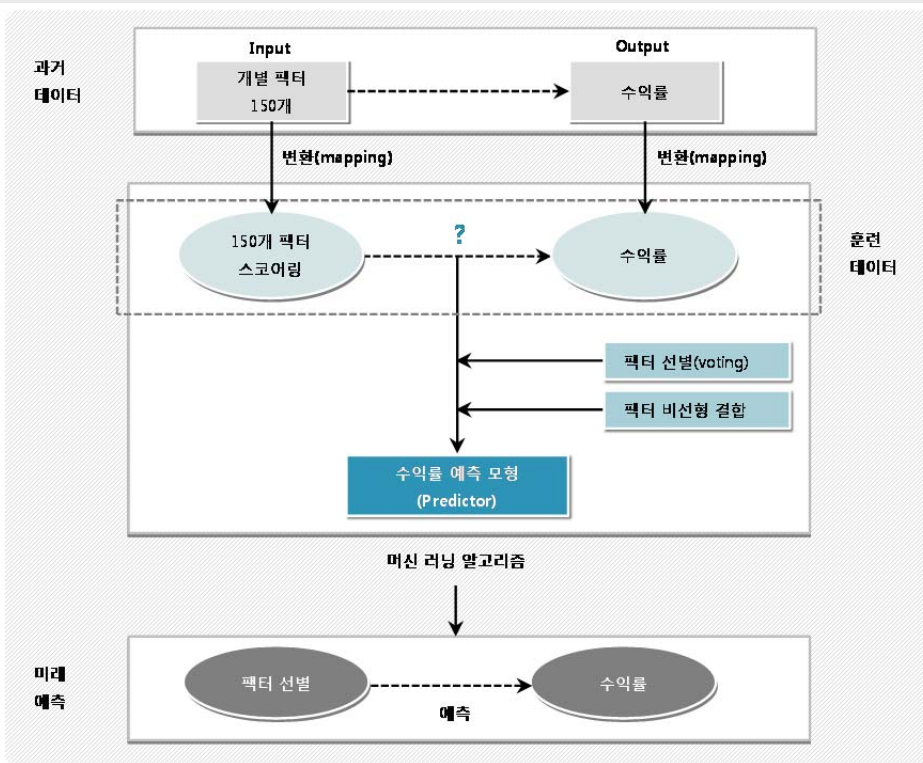 Input
Output
과거
데이터
개별 팩터
150개
수익률
변환(mapping)
변환(mapping)
150개 팩터
스코어링
?
수익률
훈련
데이터
팩터 선별(voting)
팩터 비선형 결합
수익률 예측 모형
(Predictor)
머신 러닝 알고리즘
미래
예측
팩터 선별
수익률
예측